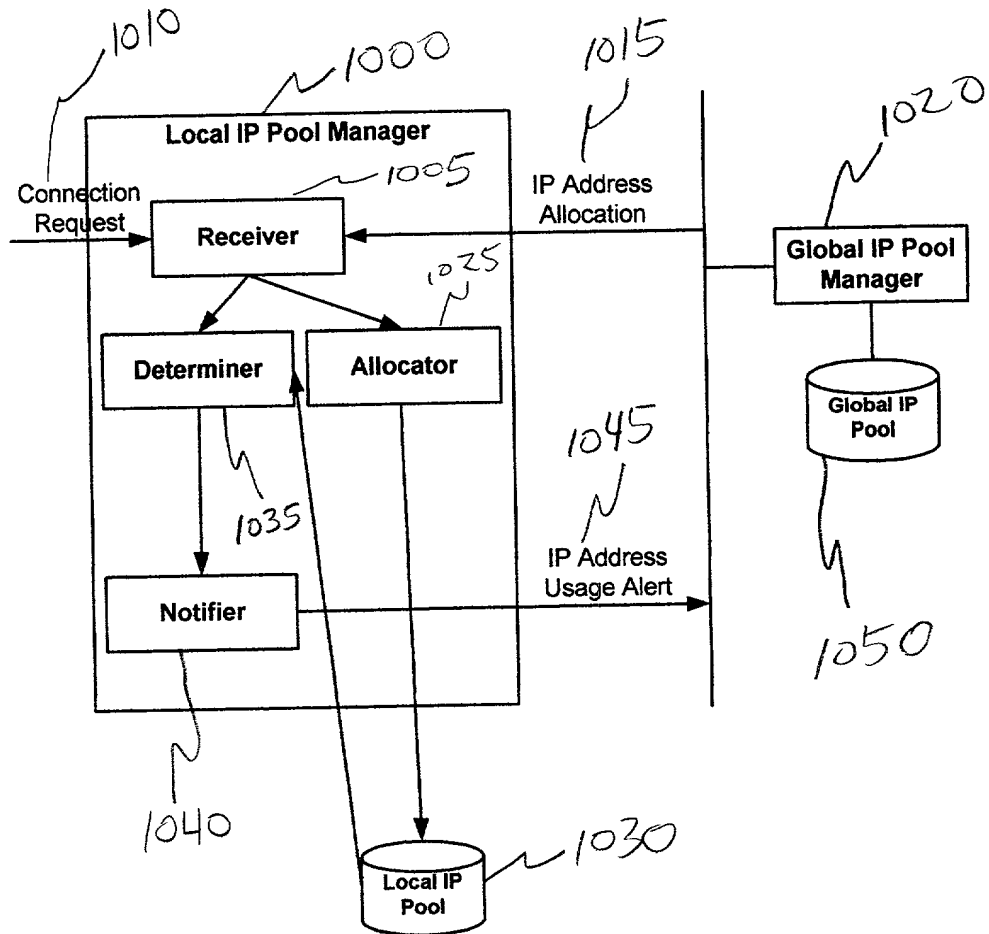 1010
1000
1015
1020
Local IP Pool Manager
1005
Connection
Request
Receiver
IP Address
Allocation
1025
Global IP Pool
Manager
Determiner
Allocator
Global IP
Pool
1035
1045
IP Address
Usage Alert
Notifier
1050
1040
1030
Local IP
Pool